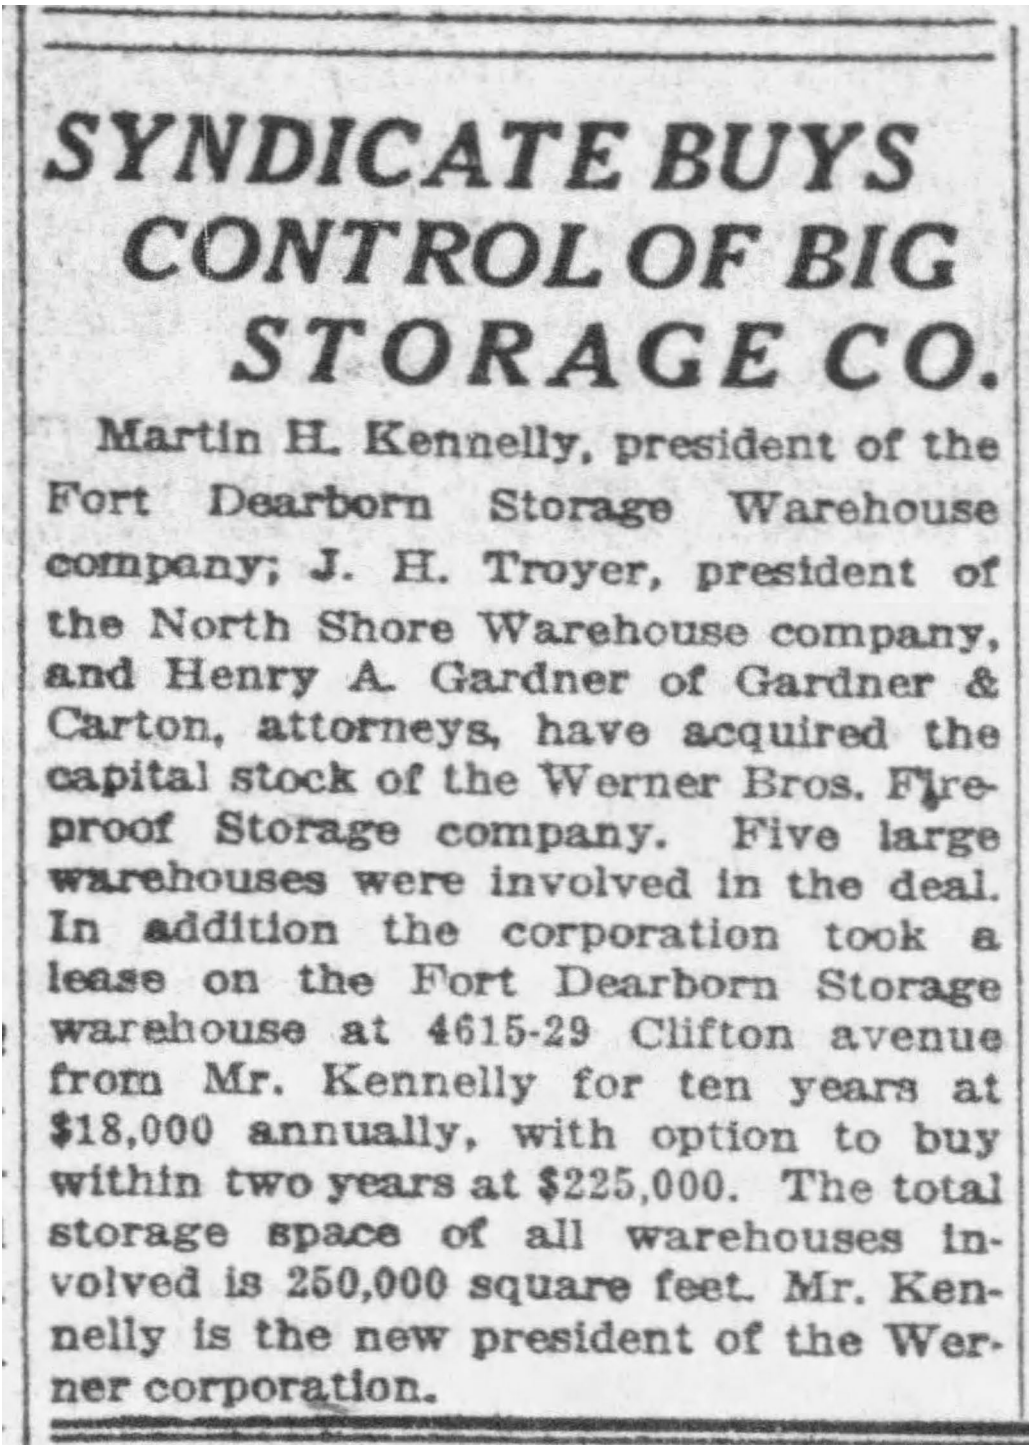 SYNDICATE BUYS
CONTROL OF BIG
STORAGE CO.
Martin H. Kennelly, president of the
Fort Dearborn Storage Warehouse
company; J. H. Troyer, president of
the North Shore Warehouse company,
and Henry A. Gardner of Gardner &
Carton, attorneys, have acquired the
capital stock of the Werner Bros. Fire-
proof Storage company. Five large
warehouses were involved in the deal.
In addition the corporation took a
lease on the Fort Dearborn Storage
warehouse at 4615-29 Clifton avenue
from Mr. Kennelly for ten years at
$18,000 annually, with option to buy
within two years at $225,000. The total
storage space of all warehouses in-
volved is 250,000 square feet. Mr. Ken-
nelly is the new president of the Wer-
ner corporation.